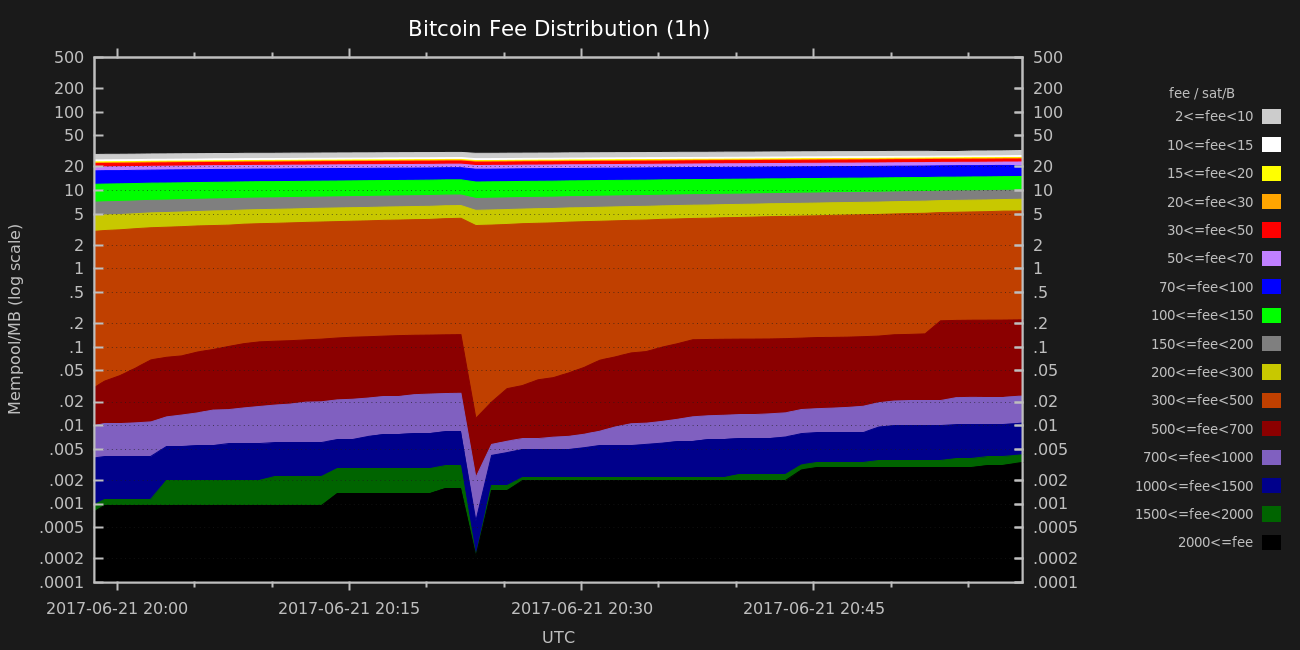 Bitcoin Fee Distribution (1h)
500 500
200 200
100 100
50 50
20 20
10 10
5 5
2 2
1 1
.5 .5
.2 .2
.1 .1
.05 .05
.02 .02
.01 .01
.005 .005
.002 .002
.001 .001
.0005 .0005
.0002 .0002
.0001 .0001
Mempool/MB (log scale)
2017-06-21 20:00 2017-06-21 20:15 2017-06-21 20:30 2017-06-21 20:45
UTC
fee / sat/B
2<=fee<10
10<=fee<15
15<=fee<20
20<=fee<30
30<=fee<50
50<=fee<70
70<=fee<100
100<=fee<150
150<=fee<200
200<=fee<300
300<=fee<500
500<=fee<700
700<=fee<1000
1000<=fee<1500
1500<=fee<2000
2000<=fee